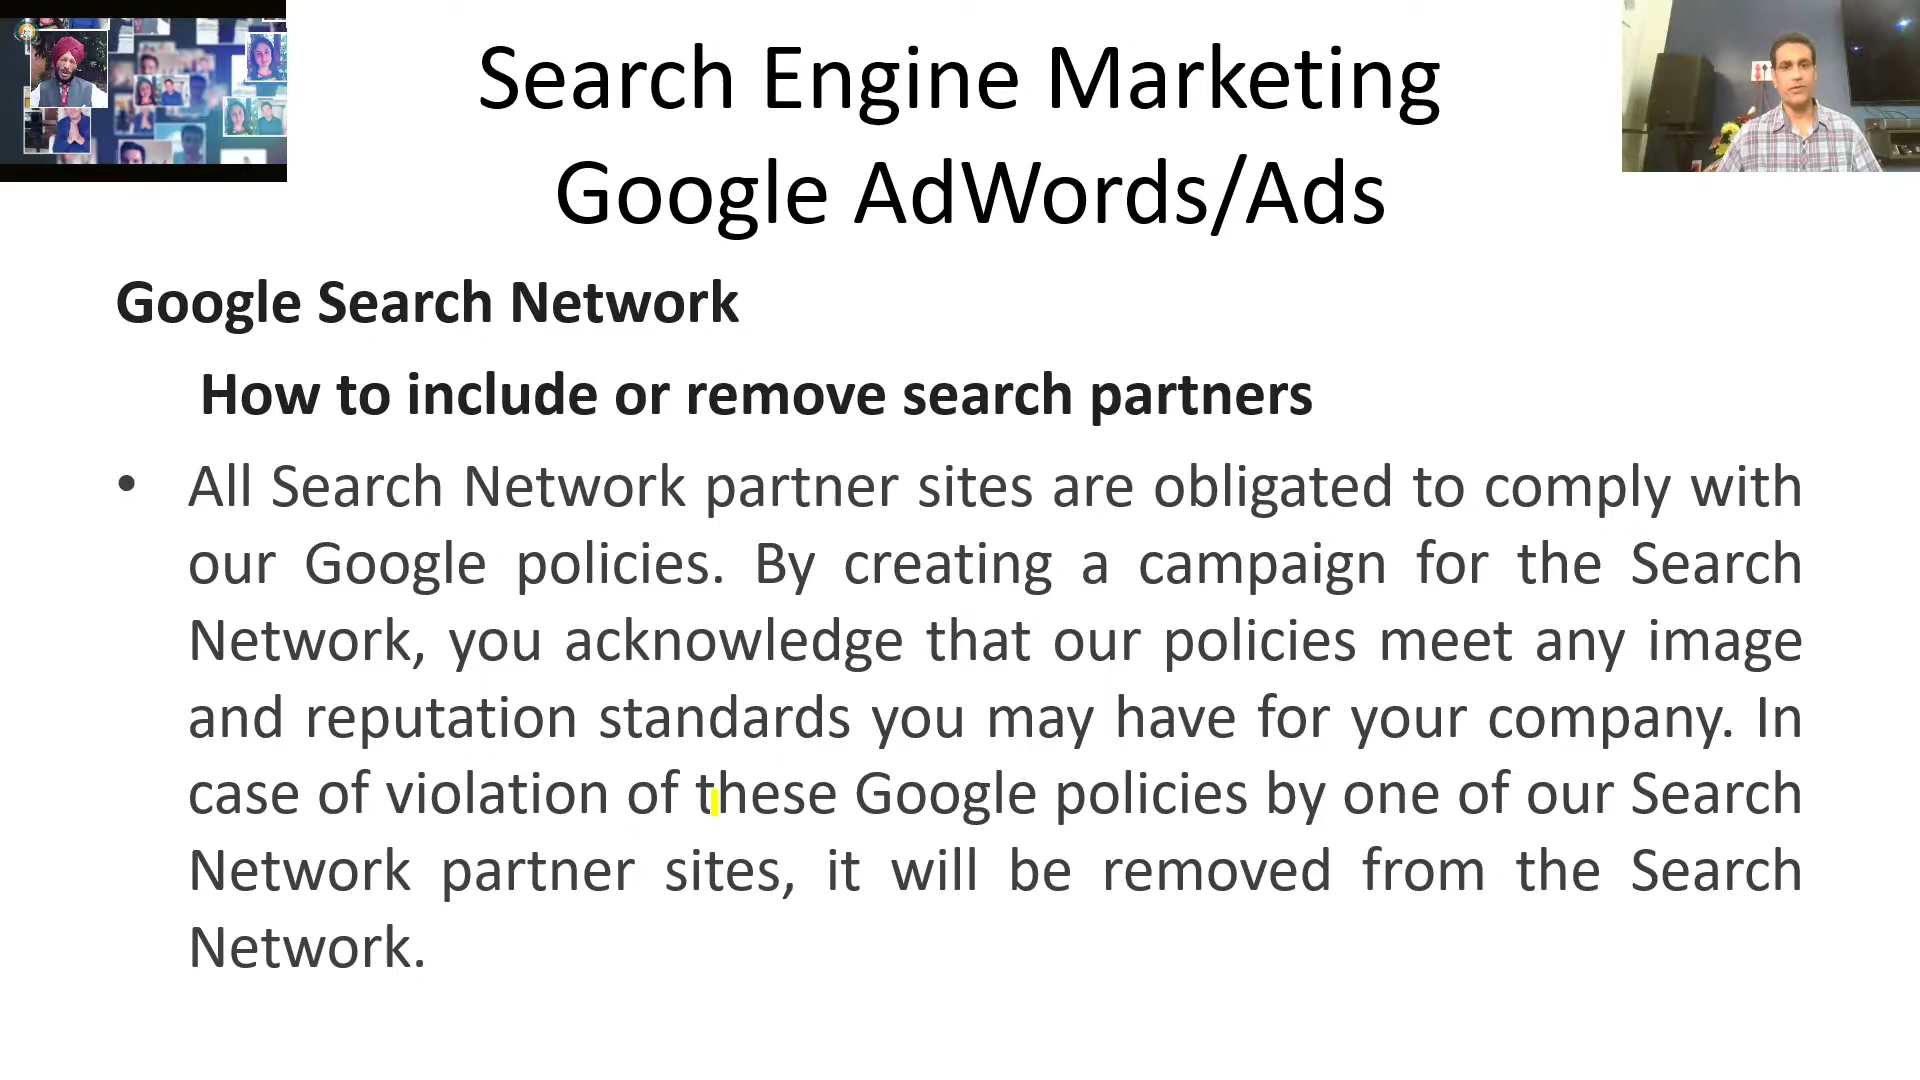 Search Engine Marketing
Google AdWords/Ads
Google Search Network
How to include or remove search partners
• All Search Network partner sites are obligated to comply with
our Google policies. By creating a campaign for the Search
Network, you acknowledge that our policies meet any image
and reputation standards you may have for your company. In
case of violation of these Google policies by one of our Search
Network partner sites, it will be removed from the Search
Network.